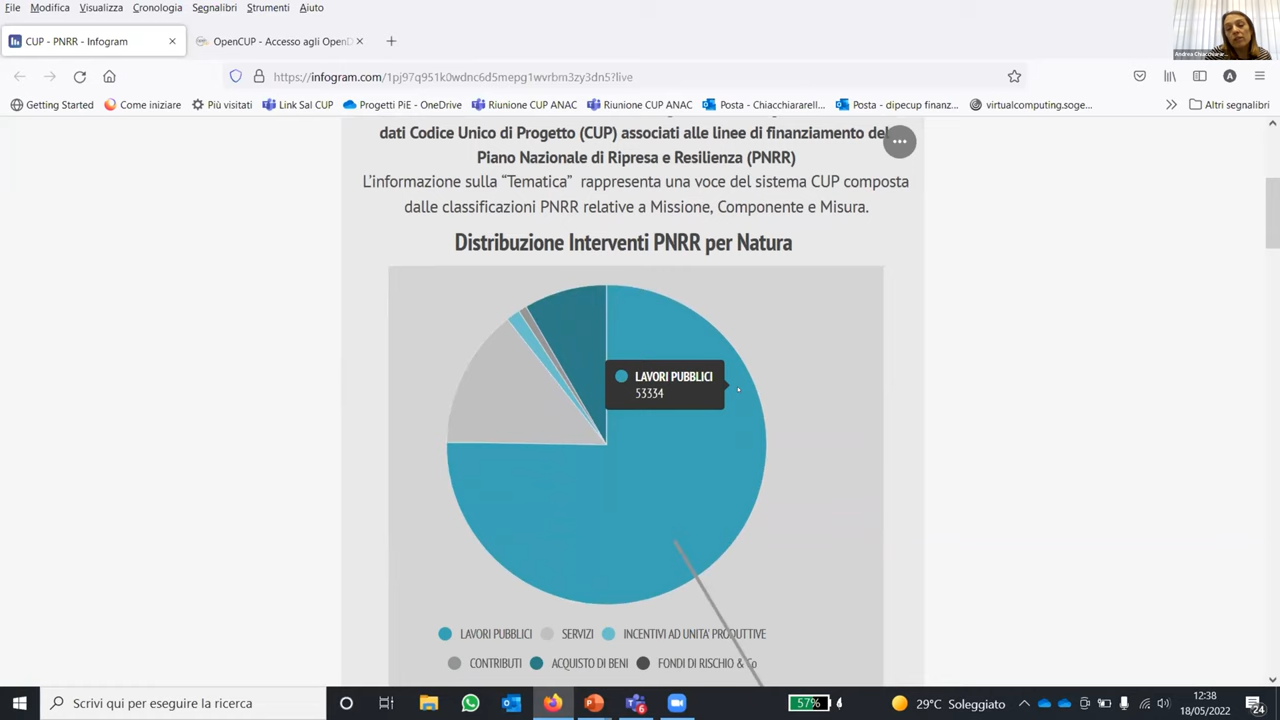 File Modifica Visualizza Cronologia Segnalibri Strumenti Aiuto
CUP - PNRR - Infogram
OpenCUP - Accesso agli OpenD
https://infogram.com/1pj97q951k0wdnc6d5mepg1wvrbm3zy3dn5?live
Andrea Chiacchiarar...
Getting Started Come iniziare Più visitati Link Sal CUP Progetti PiE - OneDrive Riunione CUP ANAC Riunione CUP ANAC Posta - Chiacchiararell... Posta - dipecup finanz... virtualcomputing.soge... Altri segnalibri
dati Codice Unico di Progetto (CUP) associati alle linee di finanziamento del
Piano Nazionale di Ripresa e Resilienza (PNRR)
L'informazione sulla "Tematica" rappresenta una voce del sistema CUP composta
dalle classificazioni PNRR relative a Missione, Componente e Misura.
Distribuzione Interventi PNRR per Natura
LAVORI PUBBLICI
53334
LAVORI PUBBLICI SERVIZI INCENTIVI AD UNITA' PRODUTTIVE
CONTRIBUTI ACQUISTO DI BENI FONDI DI RISCHIO & Co
Scrivi qui per eseguire la ricerca
57%
29°C Soleggiato
12:38
18/05/2022
24